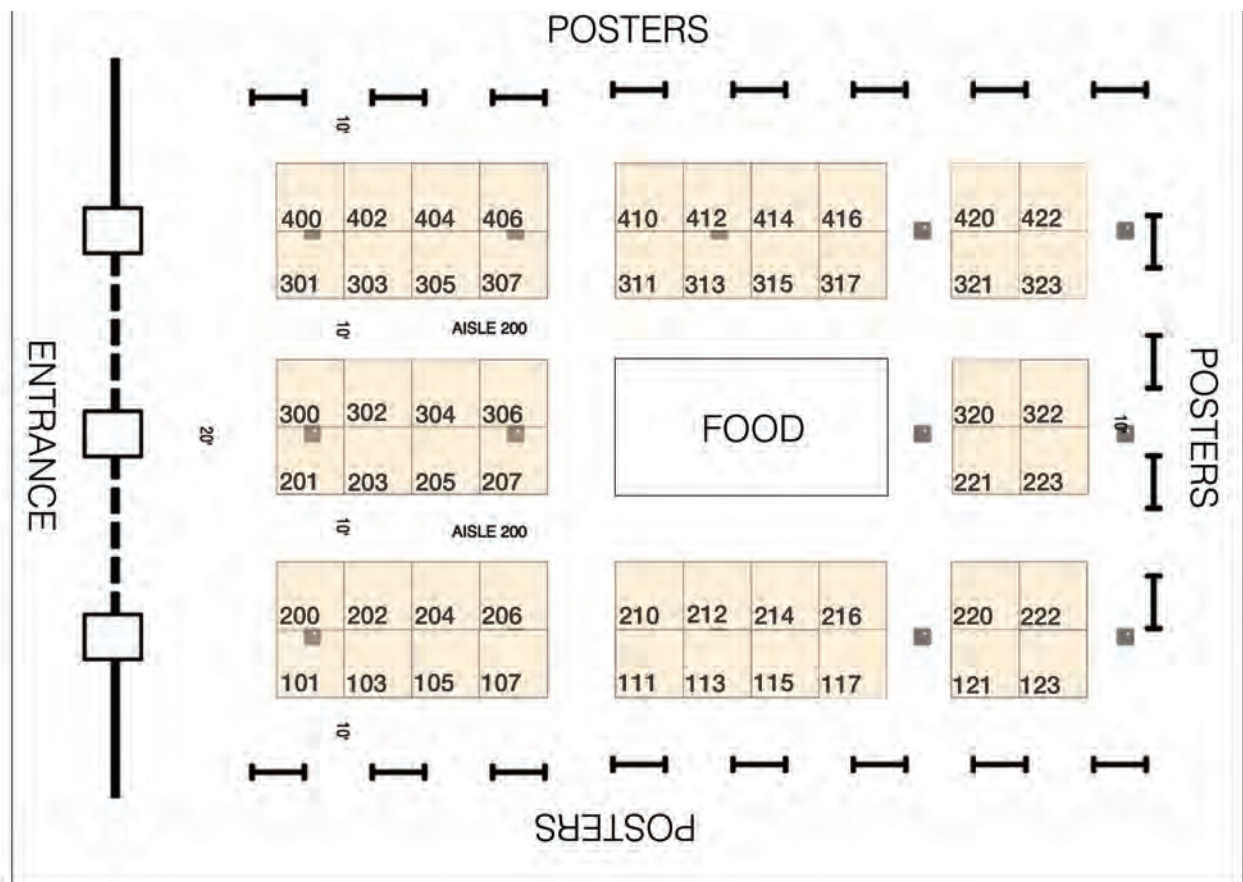 POSTERS
10'
400 402 404 406 410 412 414 416 420 422
301 303 305 307 311 313 315 317 321 323
10' AISLE 200
ENTRANCE
POSTERS
300 302 304 306 320 322
20' FOOD 10'
201 203 205 207 221 223
10' AISLE 200
200 202 204 206 210 212 214 216 220 222
101 103 105 107 111 113 115 117 121 123
10'
POSTERS